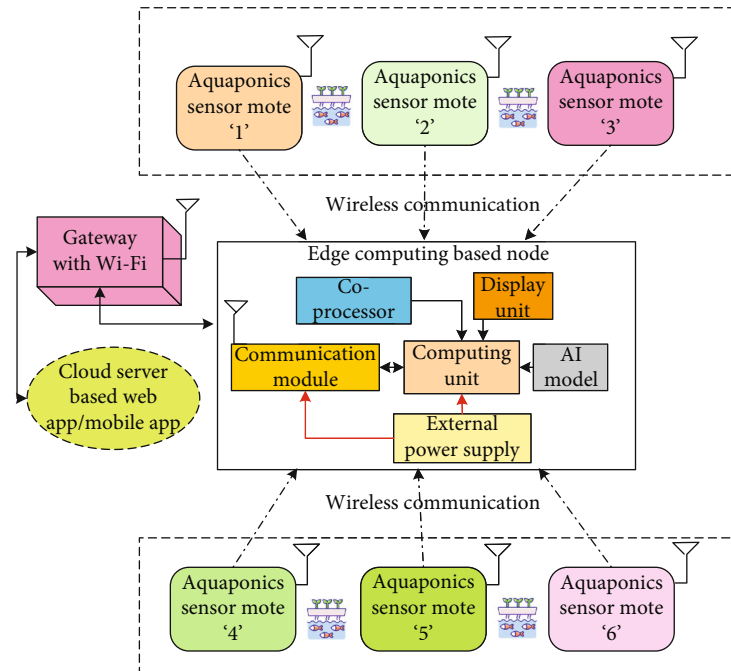 Aquaponics
sensor mote
'1'
Aquaponics
sensor mote
'2'
Aquaponics
sensor mote
'3'
Wireless communication
Gateway
with Wi-Fi
Edge computing based node
Co-
processor
Display
unit
Communication
module
Computing
unit
AI
model
Cloud server
based web
app/mobile app
External
power supply
Wireless communication
Aquaponics
sensor mote
'4'
Aquaponics
sensor mote
'5'
Aquaponics
sensor mote
'6'